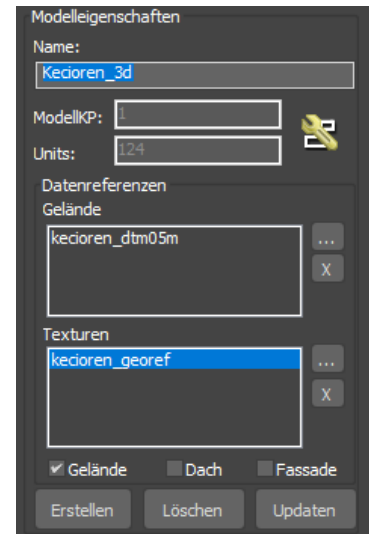 Modelleigenschaften
Name:
Kecioren_3d
ModellKP: 1
Units: 124
Datenreferenzen
Gelände
kecioren_dtm05m
...
X
Texturen
kecioren_georef
...
X
Gelände Dach Fassade
Erstellen Löschen Updaten